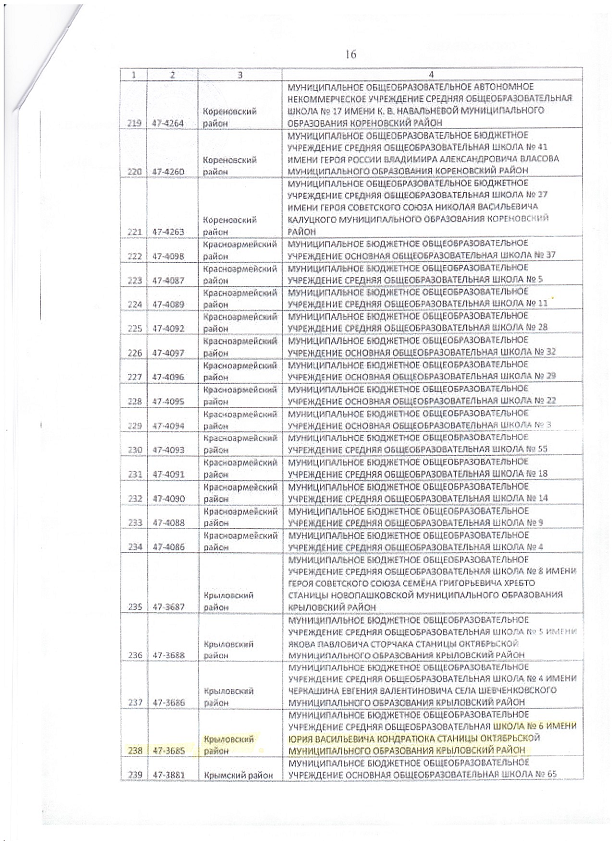 16
1 2 3 4
МУНИЦИПАЛЬНОЕ ОБЩЕОБРАЗОВАТЕЛЬНОЕ АВТОНОМНОЕ
НЕКОММЕРЧЕСКОЕ УЧРЕЖДЕНИЕ СРЕДНЯЯ ОБЩЕОБРАЗОВАТЕЛЬНАЯ
Кореновский ШКОЛА № 17 ИМЕНИ К. В. НАВАЛЬНЕВОЙ МУНИЦИПАЛЬНОГО
219 47-4264 район ОБРАЗОВАНИЯ КОРЕНОВСКИЙ РАЙОН
МУНИЦИПАЛЬНОЕ ОБЩЕОБРАЗОВАТЕЛЬНОЕ БЮДЖЕТНОЕ
УЧРЕЖДЕНИЕ СРЕДНЯЯ ОБЩЕОБРАЗОВАТЕЛЬНАЯ ШКОЛА № 41
Кореновский ИМЕНИ ГЕРОЯ РОССИИ ВЛАДИМИРА АЛЕКСАНДРОВИЧА ВЛАСОВА
220 47-4260 район МУНИЦИПАЛЬНОГО ОБРАЗОВАНИЯ КОРЕНОВСКИЙ РАЙОН
МУНИЦИПАЛЬНОЕ ОБЩЕОБРАЗОВАТЕЛЬНОЕ БЮДЖЕТНОЕ
УЧРЕЖДЕНИЕ СРЕДНЯЯ ОБЩЕОБРАЗОВАТЕЛЬНАЯ ШКОЛА № 27
ИМЕНИ ГЕРОЯ СОВЕТСКОГО СОЮЗА НИКОЛАЯ ВАСИЛЬЕВИЧА
Кореновский КАЛУЦКОГО МУНИЦИПАЛЬНОГО ОБРАЗОВАНИЯ КОРЕНОВСКИЙ
221 47-4263 район РАЙОН
Красноармейский МУНИЦИПАЛЬНОЕ БЮДЖЕТНОЕ ОБЩЕОБРАЗОВАТЕЛЬНОЕ
222 47-4098 район УЧРЕЖДЕНИЕ ОСНОВНАЯ ОБЩЕОБРАЗОВАТЕЛЬНАЯ ШКОЛА № 37
Красноармейский МУНИЦИПАЛЬНОЕ БЮДЖЕТНОЕ ОБЩЕОБРАЗОВАТЕЛЬНОЕ
223 47-4087 район УЧРЕЖДЕНИЕ СРЕДНЯЯ ОБЩЕОБРАЗОВАТЕЛЬНАЯ ШКОЛА № 5
Красноармейский МУНИЦИПАЛЬНОЕ БЮДЖЕТНОЕ ОБЩЕОБРАЗОВАТЕЛЬНОЕ
224 47-4089 район УЧРЕЖДЕНИЕ СРЕДНЯЯ ОБЩЕОБРАЗОВАТЕЛЬНАЯ ШКОЛА № 11
Красноармейский МУНИЦИПАЛЬНОЕ БЮДЖЕТНОЕ ОБЩЕОБРАЗОВАТЕЛЬНОЕ
225 47-4092 район УЧРЕЖДЕНИЕ СРЕДНЯЯ ОБЩЕОБРАЗОВАТЕЛЬНАЯ ШКОЛА № 28
Красноармейский МУНИЦИПАЛЬНОЕ БЮДЖЕТНОЕ ОБЩЕОБРАЗОВАТЕЛЬНОЕ
226 47-4097 район УЧРЕЖДЕНИЕ ОСНОВНАЯ ОБЩЕОБРАЗОВАТЕЛЬНАЯ ШКОЛА № 32
Красноармейский МУНИЦИПАЛЬНОЕ БЮДЖЕТНОЕ ОБЩЕОБРАЗОВАТЕЛЬНОЕ
227 47-4096 район УЧРЕЖДЕНИЕ ОСНОВНАЯ ОБЩЕОБРАЗОВАТЕЛЬНАЯ ШКОЛА № 29
Красноармейский МУНИЦИПАЛЬНОЕ БЮДЖЕТНОЕ ОБЩЕОБРАЗОВАТЕЛЬНОЕ
228 47-4095 район УЧРЕЖДЕНИЕ ОСНОВНАЯ ОБЩЕОБРАЗОВАТЕЛЬНАЯ ШКОЛА № 22
Красноармейский МУНИЦИПАЛЬНОЕ БЮДЖЕТНОЕ ОБЩЕОБРАЗОВАТЕЛЬНОЕ
229 47-4094 район УЧРЕЖДЕНИЕ ОСНОВНАЯ ОБЩЕОБРАЗОВАТЕЛЬНАЯ ШКОЛА № 3
Красноармейский МУНИЦИПАЛЬНОЕ БЮДЖЕТНОЕ ОБЩЕОБРАЗОВАТЕЛЬНОЕ
230 47-4093 район УЧРЕЖДЕНИЕ СРЕДНЯЯ ОБЩЕОБРАЗОВАТЕЛЬНАЯ ШКОЛА № 55
Красноармейский МУНИЦИПАЛЬНОЕ БЮДЖЕТНОЕ ОБЩЕОБРАЗОВАТЕЛЬНОЕ
231 47-4091 район УЧРЕЖДЕНИЕ СРЕДНЯЯ ОБЩЕОБРАЗОВАТЕЛЬНАЯ ШКОЛА № 18
Красноармейский МУНИЦИПАЛЬНОЕ БЮДЖЕТНОЕ ОБЩЕОБРАЗОВАТЕЛЬНОЕ
232 47-4090 район УЧРЕЖДЕНИЕ СРЕДНЯЯ ОБЩЕОБРАЗОВАТЕЛЬНАЯ ШКОЛА № 14
Красноармейский МУНИЦИПАЛЬНОЕ БЮДЖЕТНОЕ ОБЩЕОБРАЗОВАТЕЛЬНОЕ
233 47-4088 район УЧРЕЖДЕНИЕ СРЕДНЯЯ ОБЩЕОБРАЗОВАТЕЛЬНАЯ ШКОЛА № 9
Красноармейский МУНИЦИПАЛЬНОЕ БЮДЖЕТНОЕ ОБЩЕОБРАЗОВАТЕЛЬНОЕ
234 47-4086 район УЧРЕЖДЕНИЕ СРЕДНЯЯ ОБЩЕОБРАЗОВАТЕЛЬНАЯ ШКОЛА № 4
МУНИЦИПАЛЬНОЕ БЮДЖЕТНОЕ ОБЩЕОБРАЗОВАТЕЛЬНОЕ
УЧРЕЖДЕНИЕ СРЕДНЯЯ ОБЩЕОБРАЗОВАТЕЛЬНАЯ ШКОЛА № 8 ИМЕНИ
ГЕРОЯ СОВЕТСКОГО СОЮЗА СЕМЁНА ГРИГОРЬЕВИЧА ХРЕБТО
Крыловский СТАНИЦЫ НОВОПАШКОВСКОЙ МУНИЦИПАЛЬНОГО ОБРАЗОВАНИЯ
235 47-3687 район КРЫЛОВСКИЙ РАЙОН
МУНИЦИПАЛЬНОЕ БЮДЖЕТНОЕ ОБЩЕОБРАЗОВАТЕЛЬНОЕ
УЧРЕЖДЕНИЕ СРЕДНЯЯ ОБЩЕОБРАЗОВАТЕЛЬНАЯ ШКОЛА № 5 ИМЕНИ
Крыловский ЯКОВА ПАВЛОВИЧА СТОРЧАКА СТАНИЦЫ ОКТЯБРЬСКОЙ
236 47-3688 район МУНИЦИПАЛЬНОГО ОБРАЗОВАНИЯ КРЫЛОВСКИЙ РАЙОН
МУНИЦИПАЛЬНОЕ БЮДЖЕТНОЕ ОБЩЕОБРАЗОВАТЕЛЬНОЕ
УЧРЕЖДЕНИЕ СРЕДНЯЯ ОБЩЕОБРАЗОВАТЕЛЬНАЯ ШКОЛА № 4 ИМЕНИ
Крыловский ЧЕРКАШИНА ЕВГЕНИЯ ВАЛЕНТИНОВИЧА СЕЛА ШЕВЧЕНКОВСКОГО
237 47-3686 район МУНИЦИПАЛЬНОГО ОБРАЗОВАНИЯ КРЫЛОВСКИЙ РАЙОН
МУНИЦИПАЛЬНОЕ БЮДЖЕТНОЕ ОБЩЕОБРАЗОВАТЕЛЬНОЕ
УЧРЕЖДЕНИЕ СРЕДНЯЯ ОБЩЕОБРАЗОВАТЕЛЬНАЯ ШКОЛА № 6 ИМЕНИ
Крыловский ЮРИЯ ВАСИЛЬЕВИЧА КОНДРАТЮКА СТАНИЦЫ ОКТЯБРЬСКОЙ
238 47-3685 район МУНИЦИПАЛЬНОГО ОБРАЗОВАНИЯ КРЫЛОВСКИЙ РАЙОН
МУНИЦИПАЛЬНОЕ БЮДЖЕТНОЕ ОБЩЕОБРАЗОВАТЕЛЬНОЕ
239 47-3881 Крымский район УЧРЕЖДЕНИЕ ОСНОВНАЯ ОБЩЕОБРАЗОВАТЕЛЬНАЯ ШКОЛА № 65